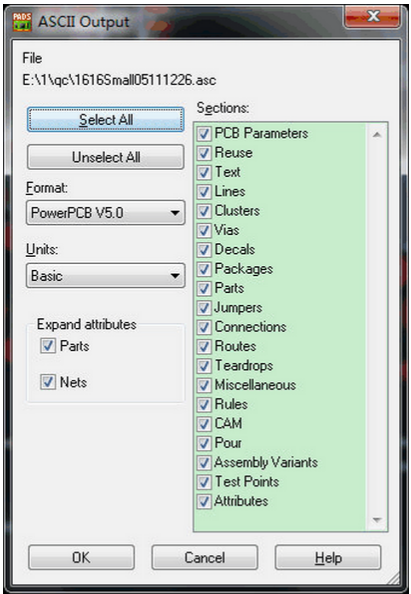 PADS
ASCII Output
File
E:\1\qc\1616Small05111226.asc
Select All
Unselect All
Format:
PowerPCB V5.0
Units:
Basic
Expand attributes
Parts
Nets
Sections:
PCB Parameters
Reuse
Text
Lines
Clusters
Vias
Decals
Packages
Parts
Jumpers
Connections
Routes
Teardrops
Miscellaneous
Rules
CAM
Pour
Assembly Variants
Test Points
Attributes
OK
Cancel
Help